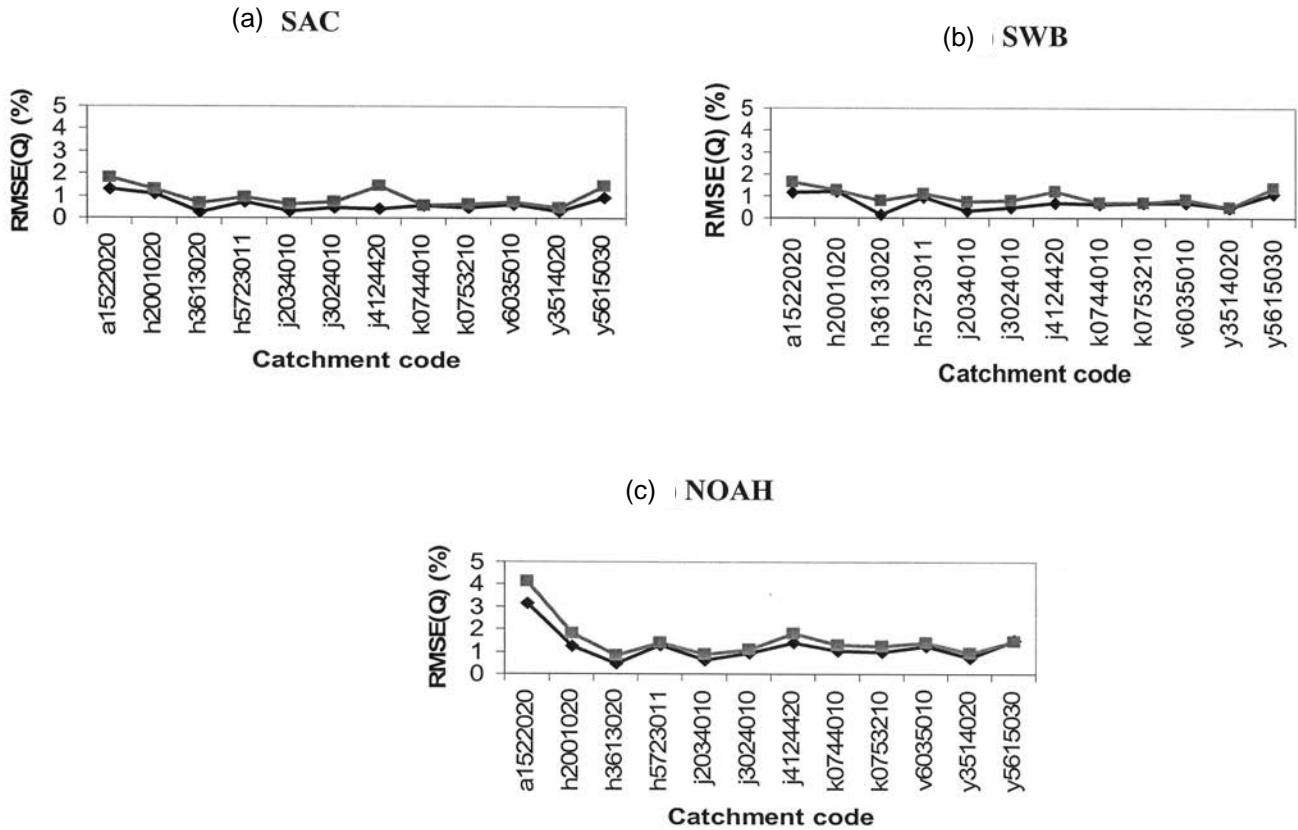 (a) SAC
RMSE(Q) (%)
5
4
3
2
1
0
a1522020
h2001020
h3613020
h5723011
j2034010
j3024010
j4124420
k0744010
k0753210
v6035010
y3514020
y5615030
Catchment code
(b) ) SWB
RMSE(Q) (%)
5
4
3
2
1
0
a1522020
h2001020
h3613020
h5723011
j2034010
j3024010
j4124420
k0744010
k0753210
v6035010
y3514020
y5615030
Catchment code
(c) ) NOAH
RMSE(Q) (%)
5
4
3
2
1
0
a1522020
h2001020
h3613020
h5723011
j2034010
j3024010
j4124420
k0744010
k0753210
v6035010
y3514020
y5615030
Catchment code